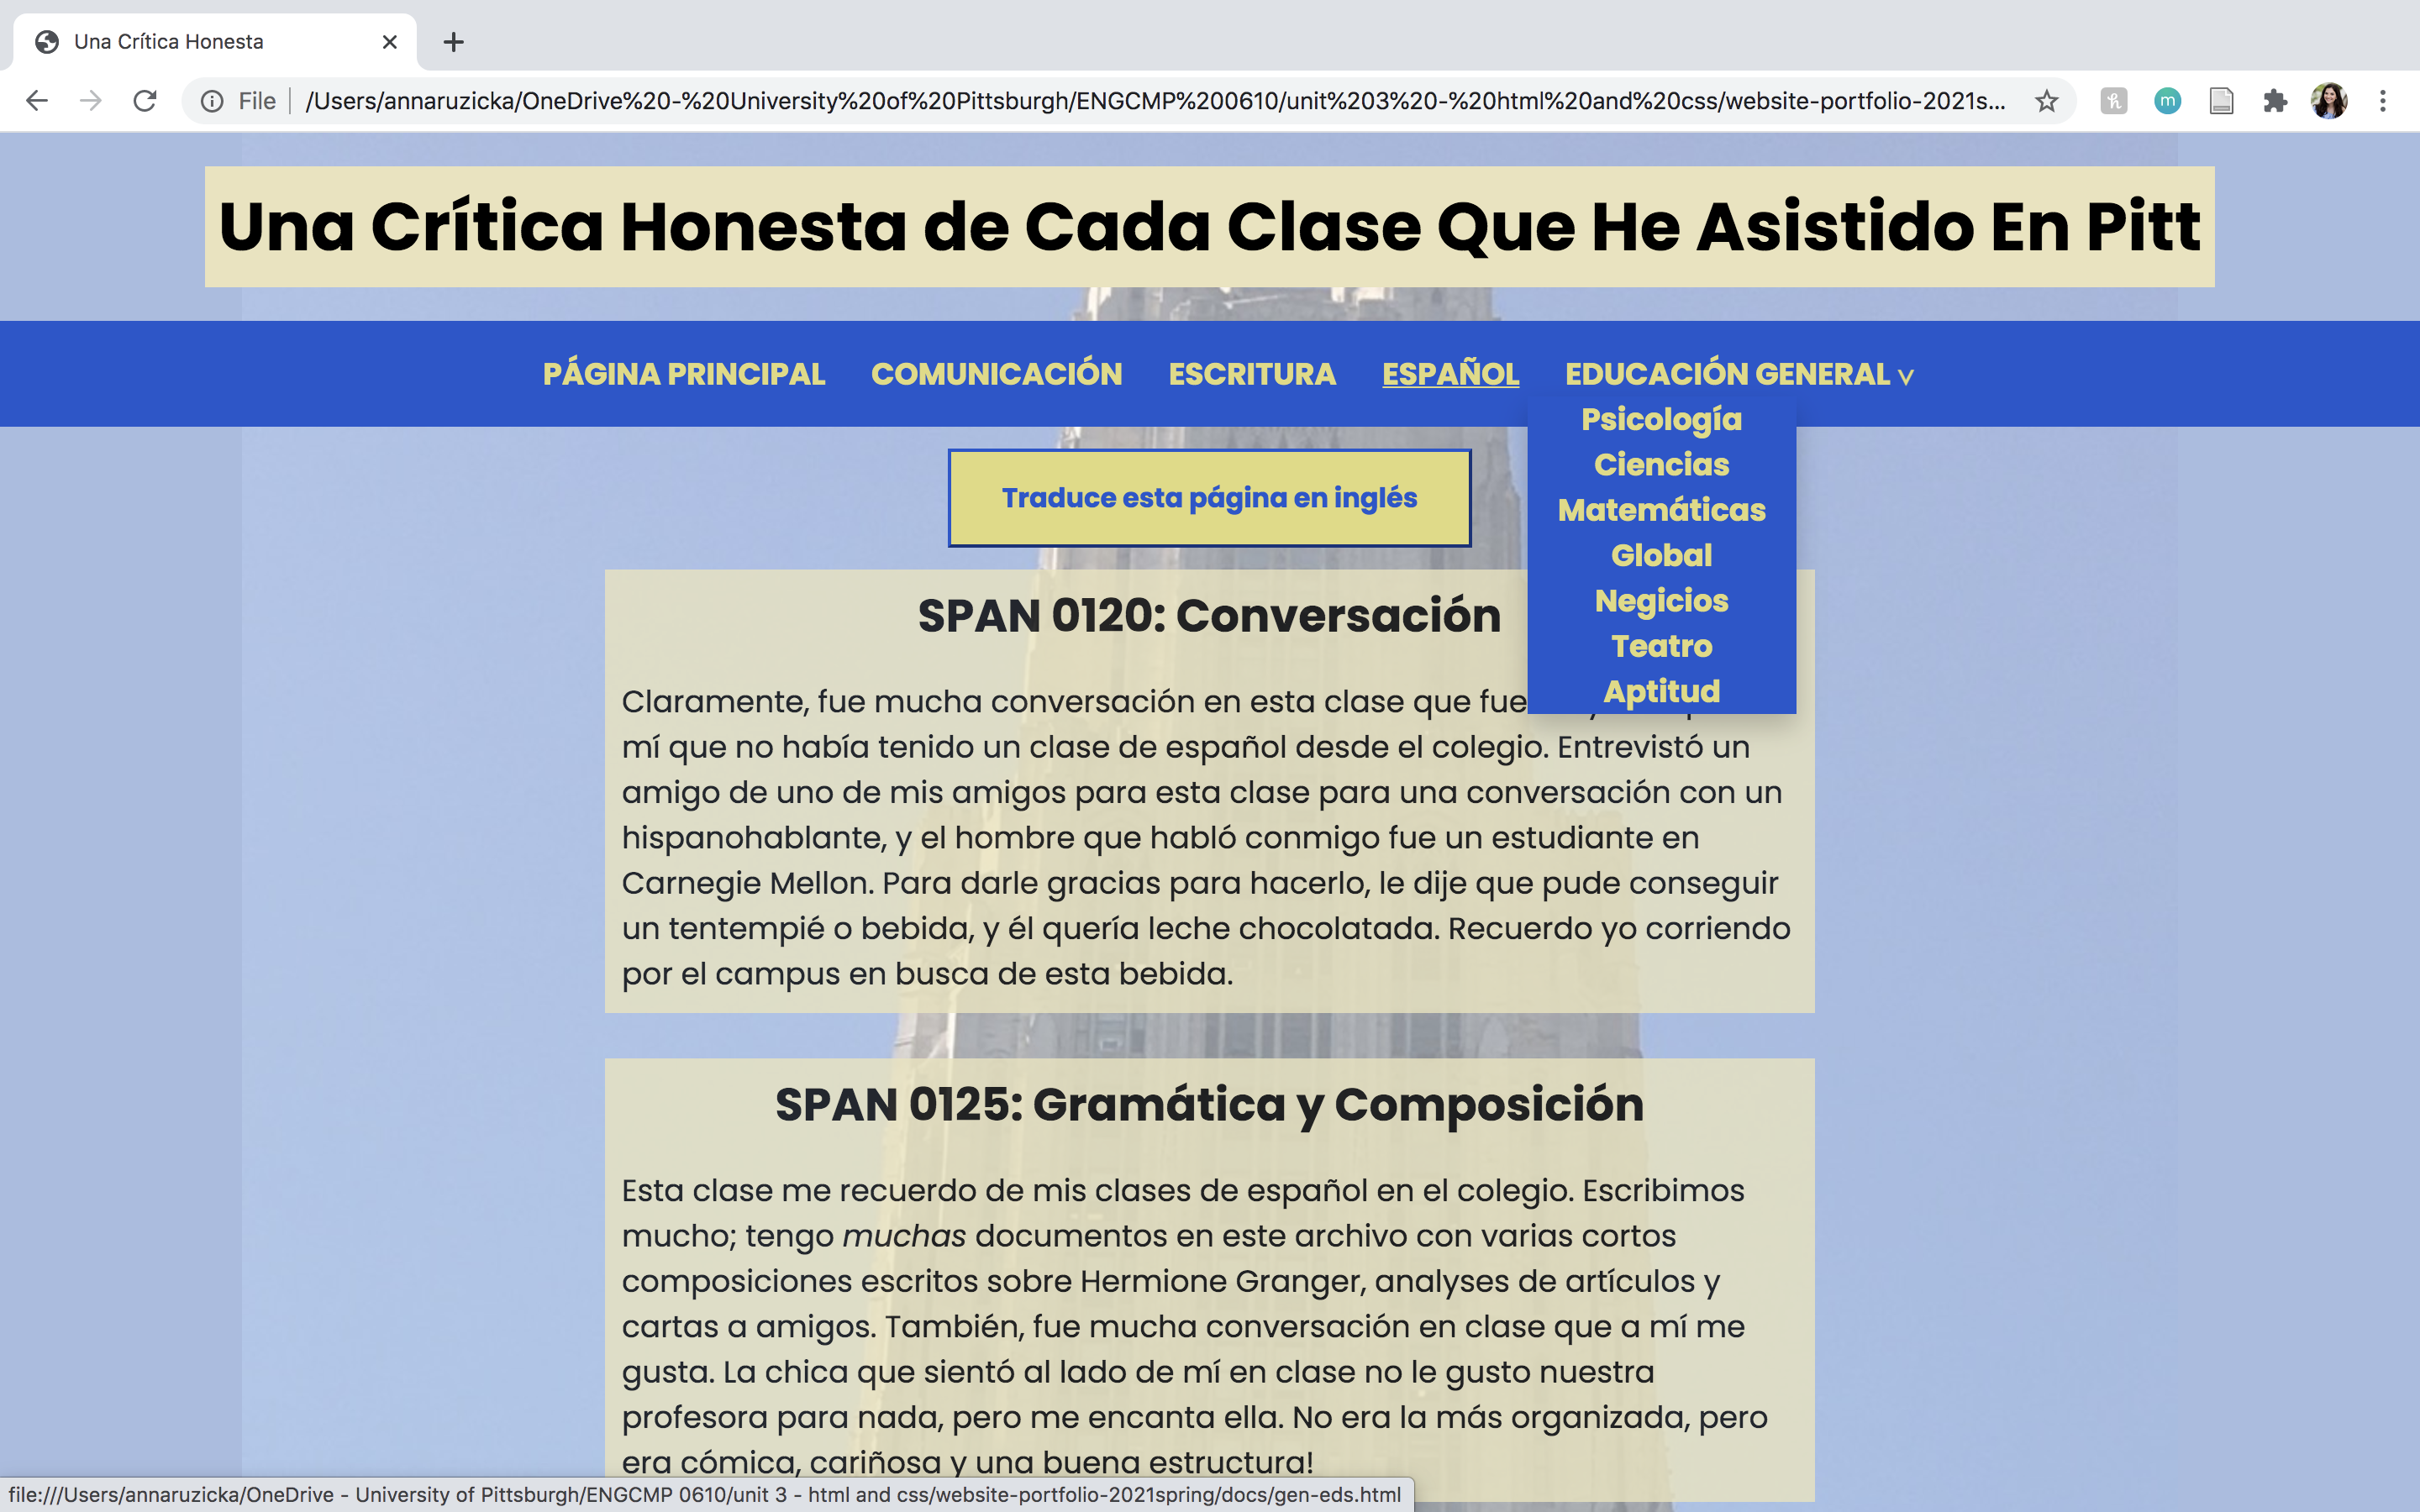 Una Crítica Honesta
File
/Users/annaruzicka/OneDrive%20-%20University%20of%20Pittsburgh/ENGCMP%200610/unit%203%20-%20html%20and%20css/website-portfolio-2021s...
Una Crítica Honesta de Cada Clase Que He Asistido En Pitt
PÁGINA PRINCIPAL COMUNICACIÓN ESCRITURA ESPAÑOL EDUCACIÓN GENERAL v
Psicología
Ciencias
Matemáticas
Global
Negicios
Teatro
Aptitud
Traduce esta página en inglés
SPAN 0120: Conversación
Claramente, fue mucha conversación en esta clase que fue
mí que no había tenido un clase de español desde el colegio. Entrevistó un
amigo de uno de mis amigos para esta clase para una conversación con un
hispanohablante, y el hombre que habló conmigo fue un estudiante en
Carnegie Mellon. Para darle gracias para hacerlo, le dije que pude conseguir
un tentempié o bebida, y él quería leche chocolatada. Recuerdo yo corriendo
por el campus en busca de esta bebida.
SPAN 0125: Gramática y Composición
Esta clase me recuerdo de mis clases de español en el colegio. Escribimos
mucho; tengo muchas documentos en este archivo con varias cortos
composiciones escritos sobre Hermione Granger, analyses de artículos y
cartas a amigos. También, fue mucha conversación en clase que a mí me
gusta. La chica que sientó al lado de mí en clase no le gusto nuestra
profesora para nada, pero me encanta ella. No era la más organizada, pero
era cómica, cariñosa y una buena estructura!
file:///Users/annaruzicka/OneDrive - University of Pittsburgh/ENGCMP 0610/unit 3 - html and css/website-portfolio-2021spring/docs/gen-eds.html